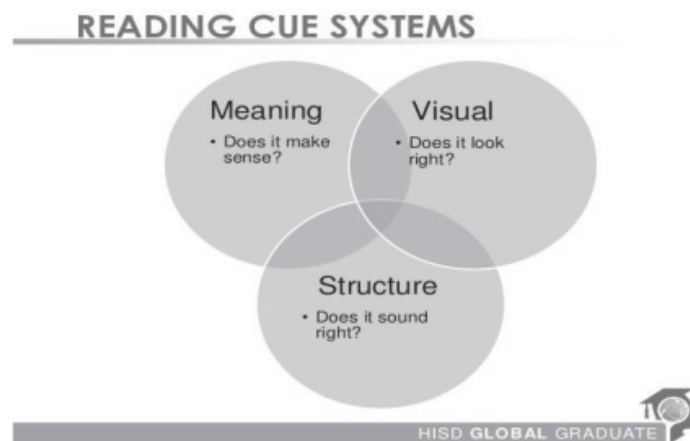 READING CUE SYSTEMS
Meaning
• Does it make
sense?
Visual
• Does it look
right?
Structure
• Does it sound
right?
HISD GLOBAL GRADUATE